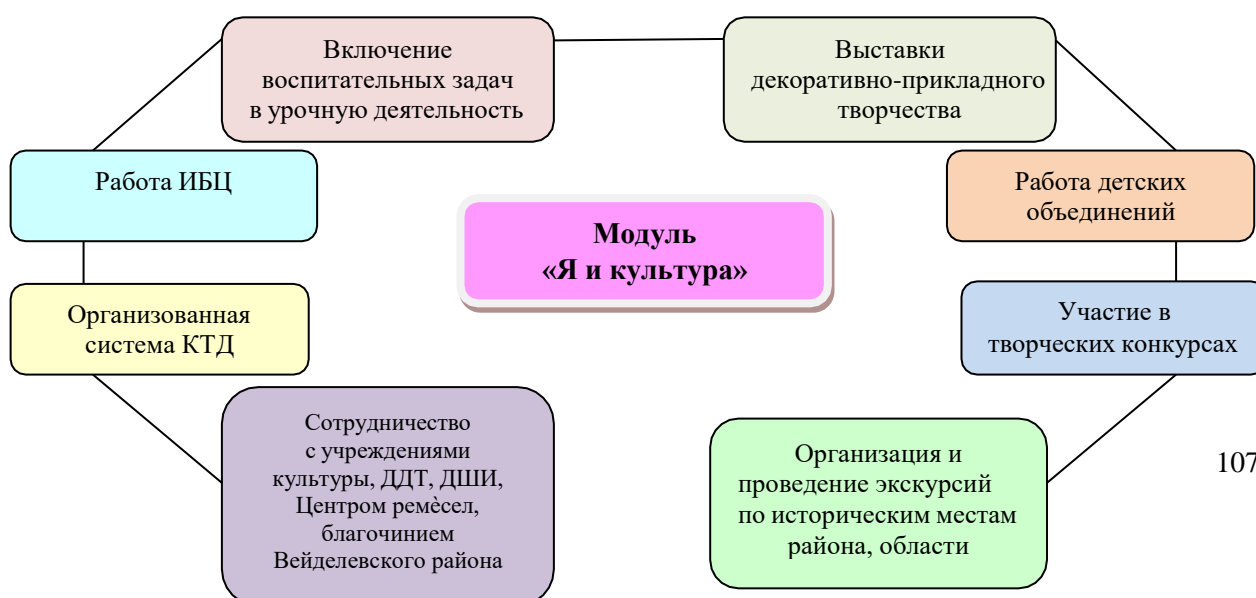 Включение
воспитательных задач
в урочную деятельность
Выставки
декоративно-прикладного
творчества
Работа ИБЦ
Работа детских
объединений
Модуль
«Я и культура»
Организованная
система КТД
Участие в
творческих конкурсах
Сотрудничество
с учреждениями
культуры, ДДТ, ДШИ,
Центром ремѐсел,
благочинием
Вейделевского района
Организация и
проведение экскурсий
по историческим местам
района, области
107